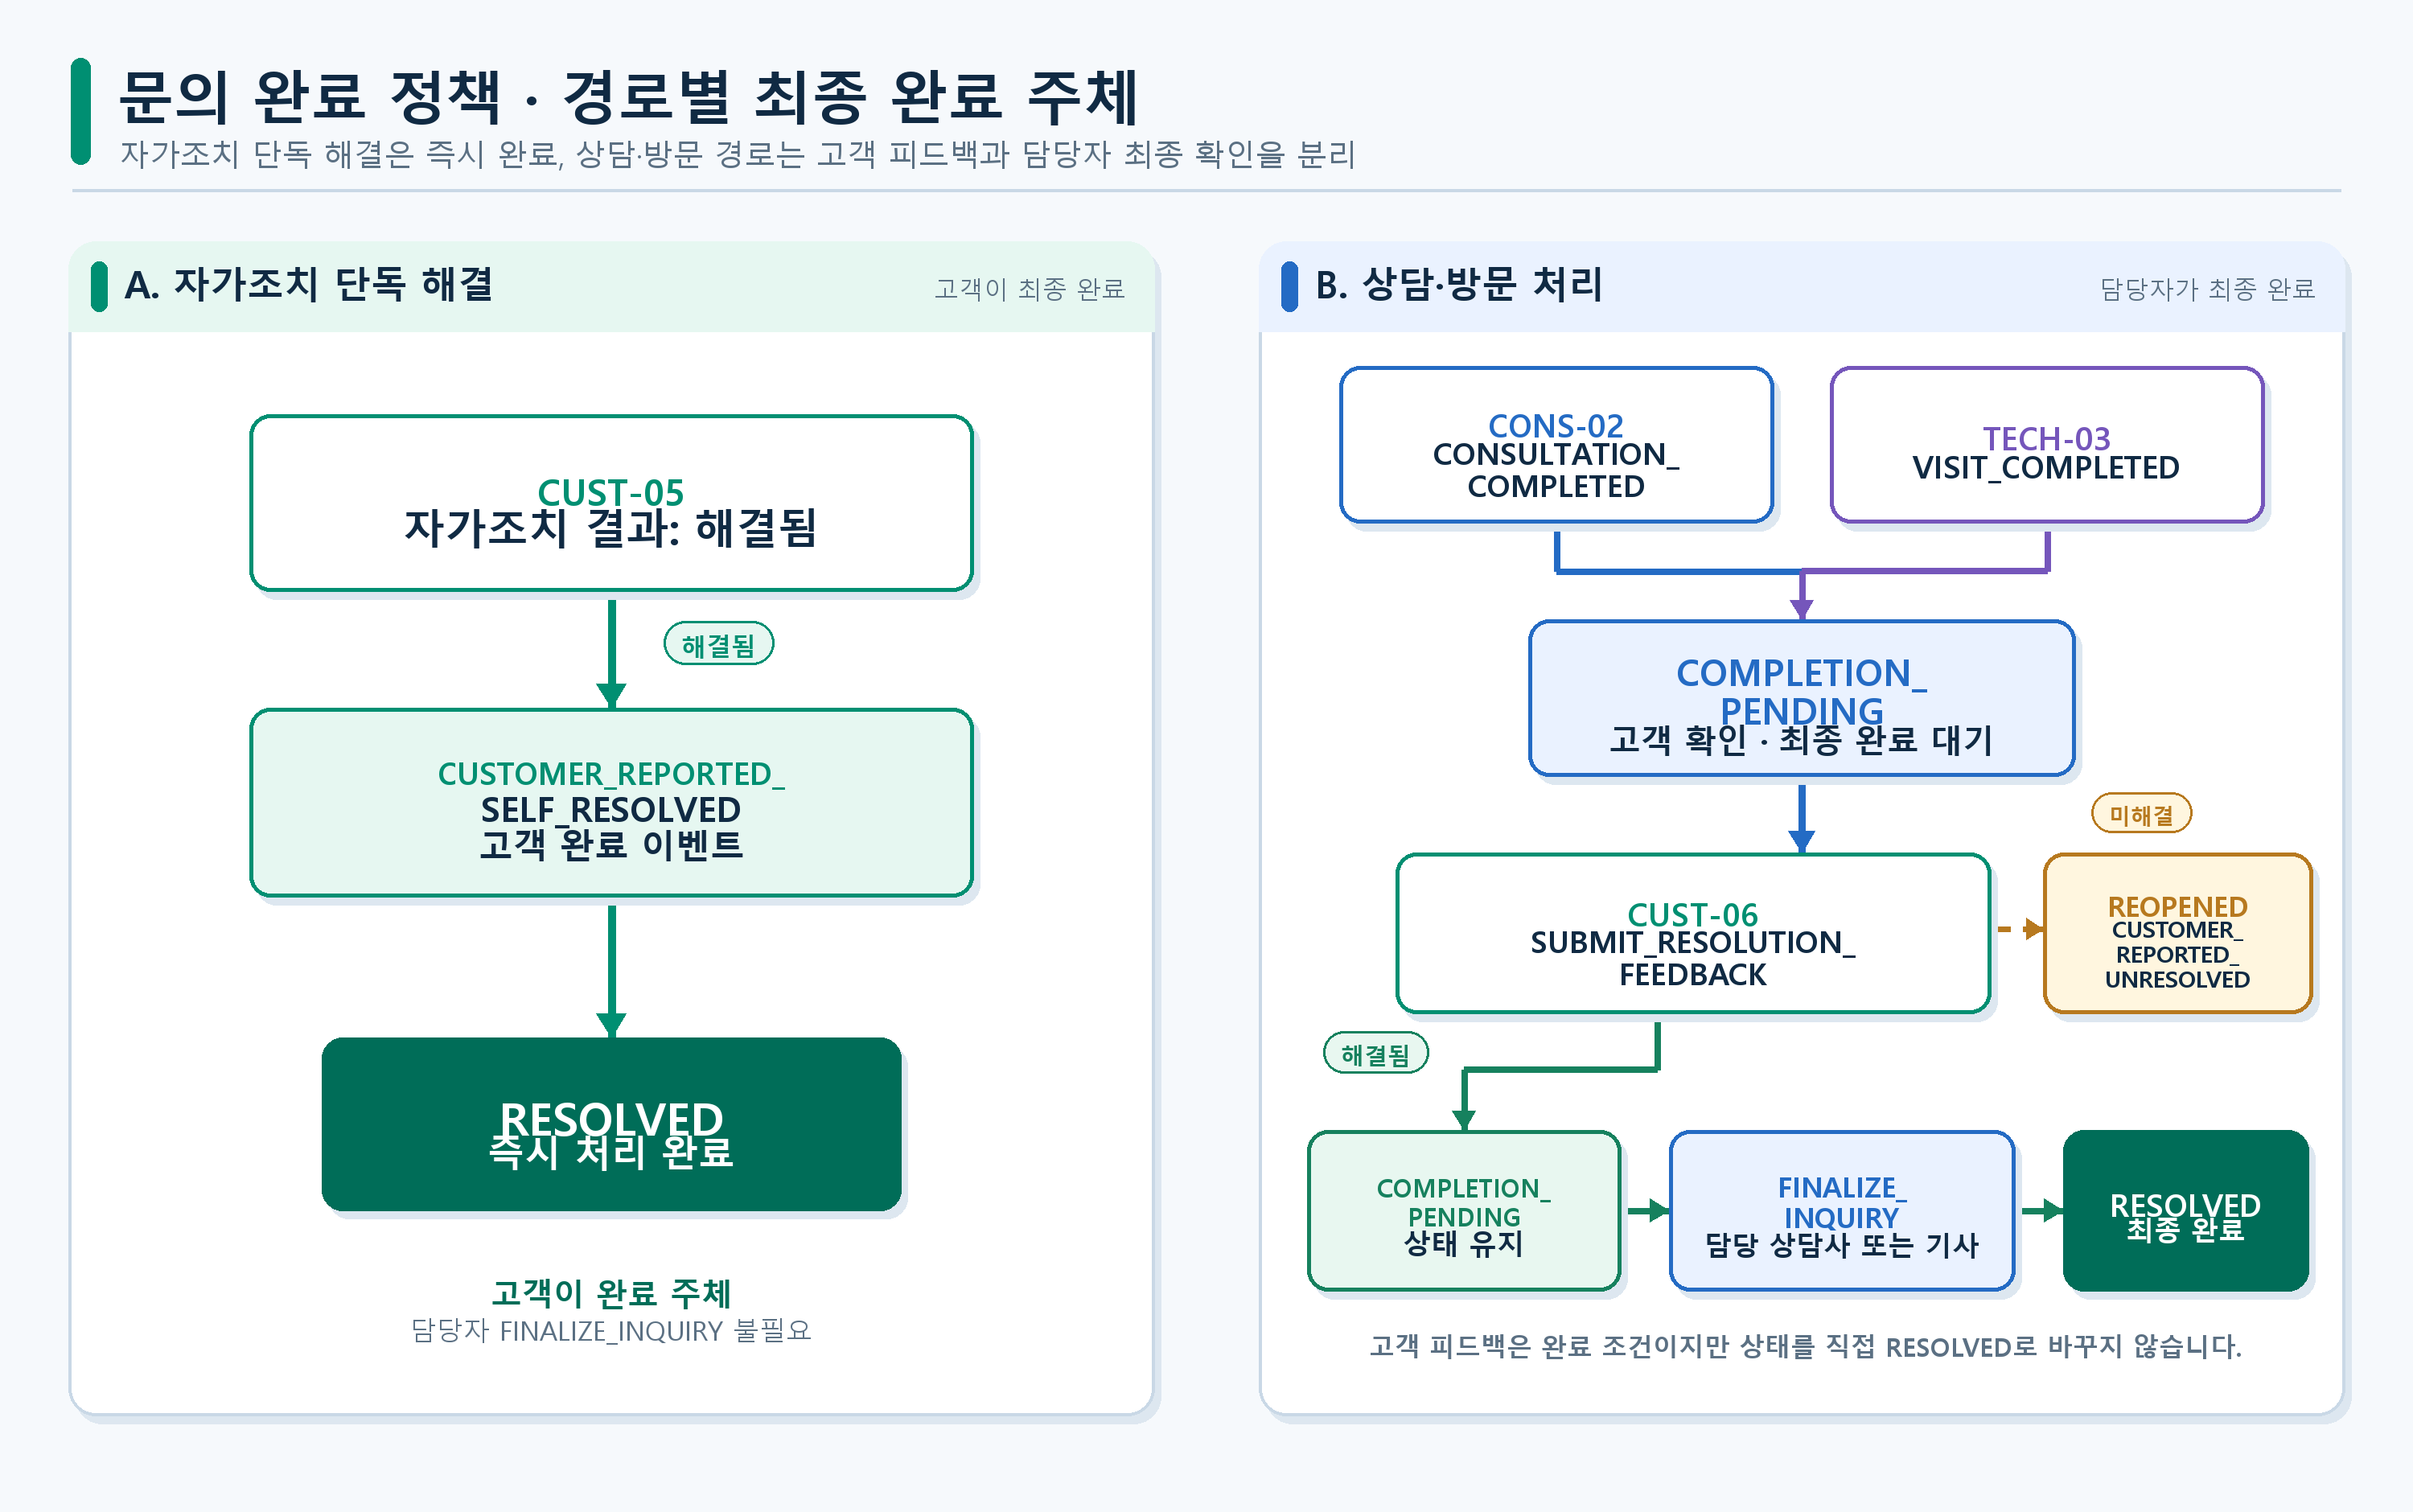 문의 완료 정책 · 경로별 최종 완료 주체
자가조치 단독 해결은 즉시 완료, 상담·방문 경로는 고객 피드백과 담당자 최종 확인을 분리
A. 자가조치 단독 해결
고객이 최종 완료
CUST-05
자가조치 결과: 해결됨
해결됨
CUSTOMER_REPORTED_
SELF_RESOLVED
고객 완료 이벤트
RESOLVED
즉시 처리 완료
고객이 완료 주체
담당자 FINALIZE_INQUIRY 불필요
B. 상담·방문 처리
담당자가 최종 완료
CONS-02
CONSULTATION_
COMPLETED
TECH-03
VISIT_COMPLETED
COMPLETION_
PENDING
고객 확인 · 최종 완료 대기
미해결
CUST-06
SUBMIT_RESOLUTION_
FEEDBACK
REOPENED
CUSTOMER_
REPORTED_
UNRESOLVED
해결됨
COMPLETION_
PENDING
상태 유지
FINALIZE_
INQUIRY
담당 상담사 또는 기사
RESOLVED
최종 완료
고객 피드백은 완료 조건이지만 상태를 직접 RESOLVED로 바꾸지 않습니다.